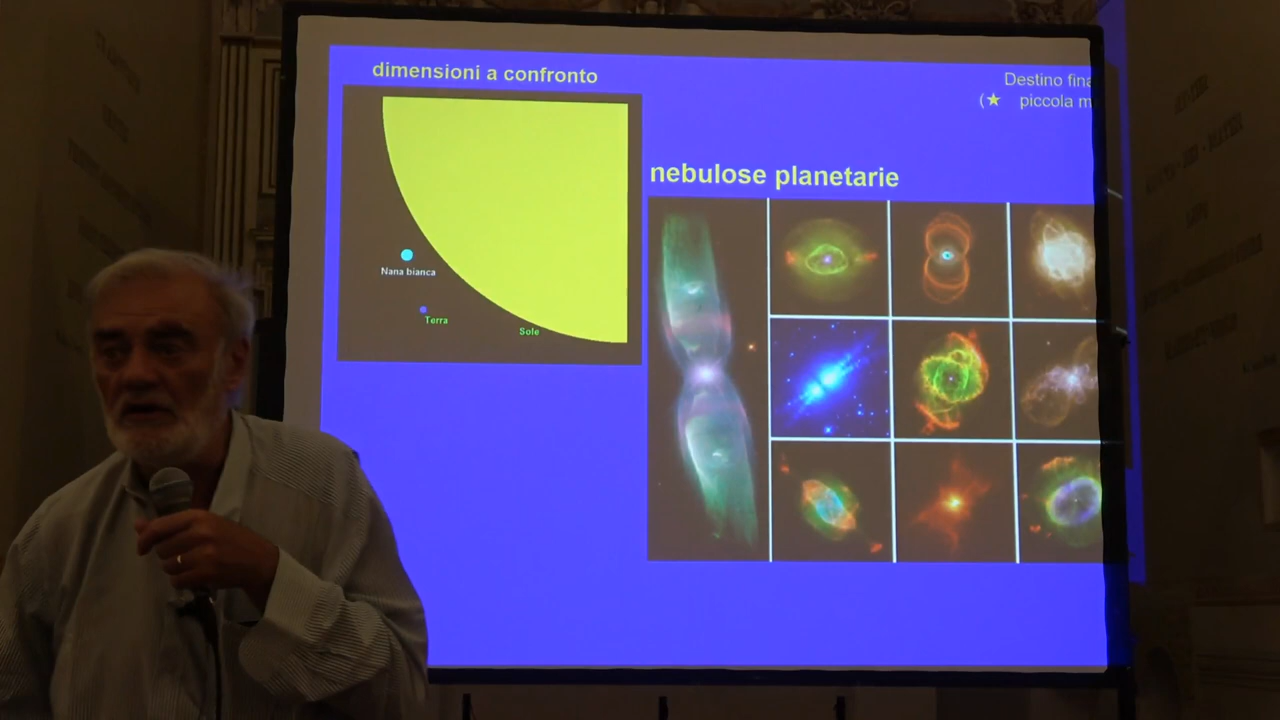 dimensioni a confronto
Destino fina
(★ piccola m
nebulose planetarie
Nana bianca
Terra
Sole